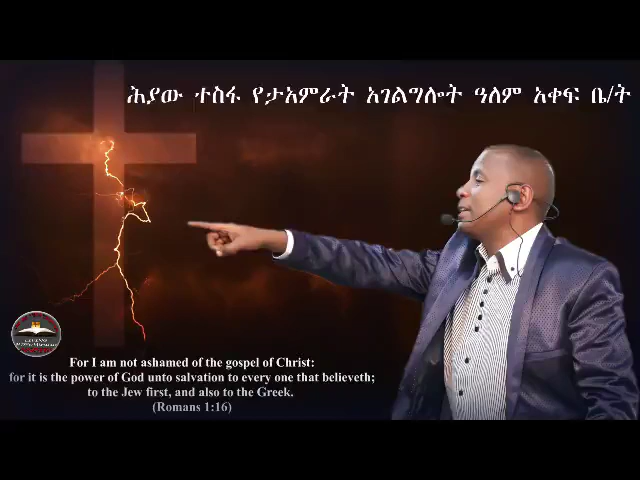 ሕያው ተስፋ የታአምራት አገልግሎት ዓለም አቀፍ ቤ/ት
For I am not ashamed of the gospel of Christ:
for it is the power of God unto salvation to every one that believeth;
to the Jew first, and also to the Greek.
(Romans 1:16)